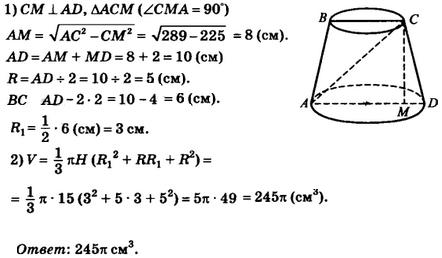 1) CM ⊥ AD, △ACM (∠CMA = 90°)
AM = √(AC² – CM²) = √(289 – 225) = 8 (см).
AD = AM + MD = 8 + 2 = 10 (см)
R = AD ÷ 2 = 10 ÷ 2 = 5 (см).
BC AD – 2 · 2 = 10 – 4 = 6 (см).
R₁ = 1/2 · 6 (см) = 3 см.
2) V = 1/3 πH (R₁² + RR₁ + R²) =
= 1/3 π · 15 (3² + 5 · 3 + 5²) = 5π · 49 = 245π (см³).
Ответ: 245π см³.
B
C
A
M
D